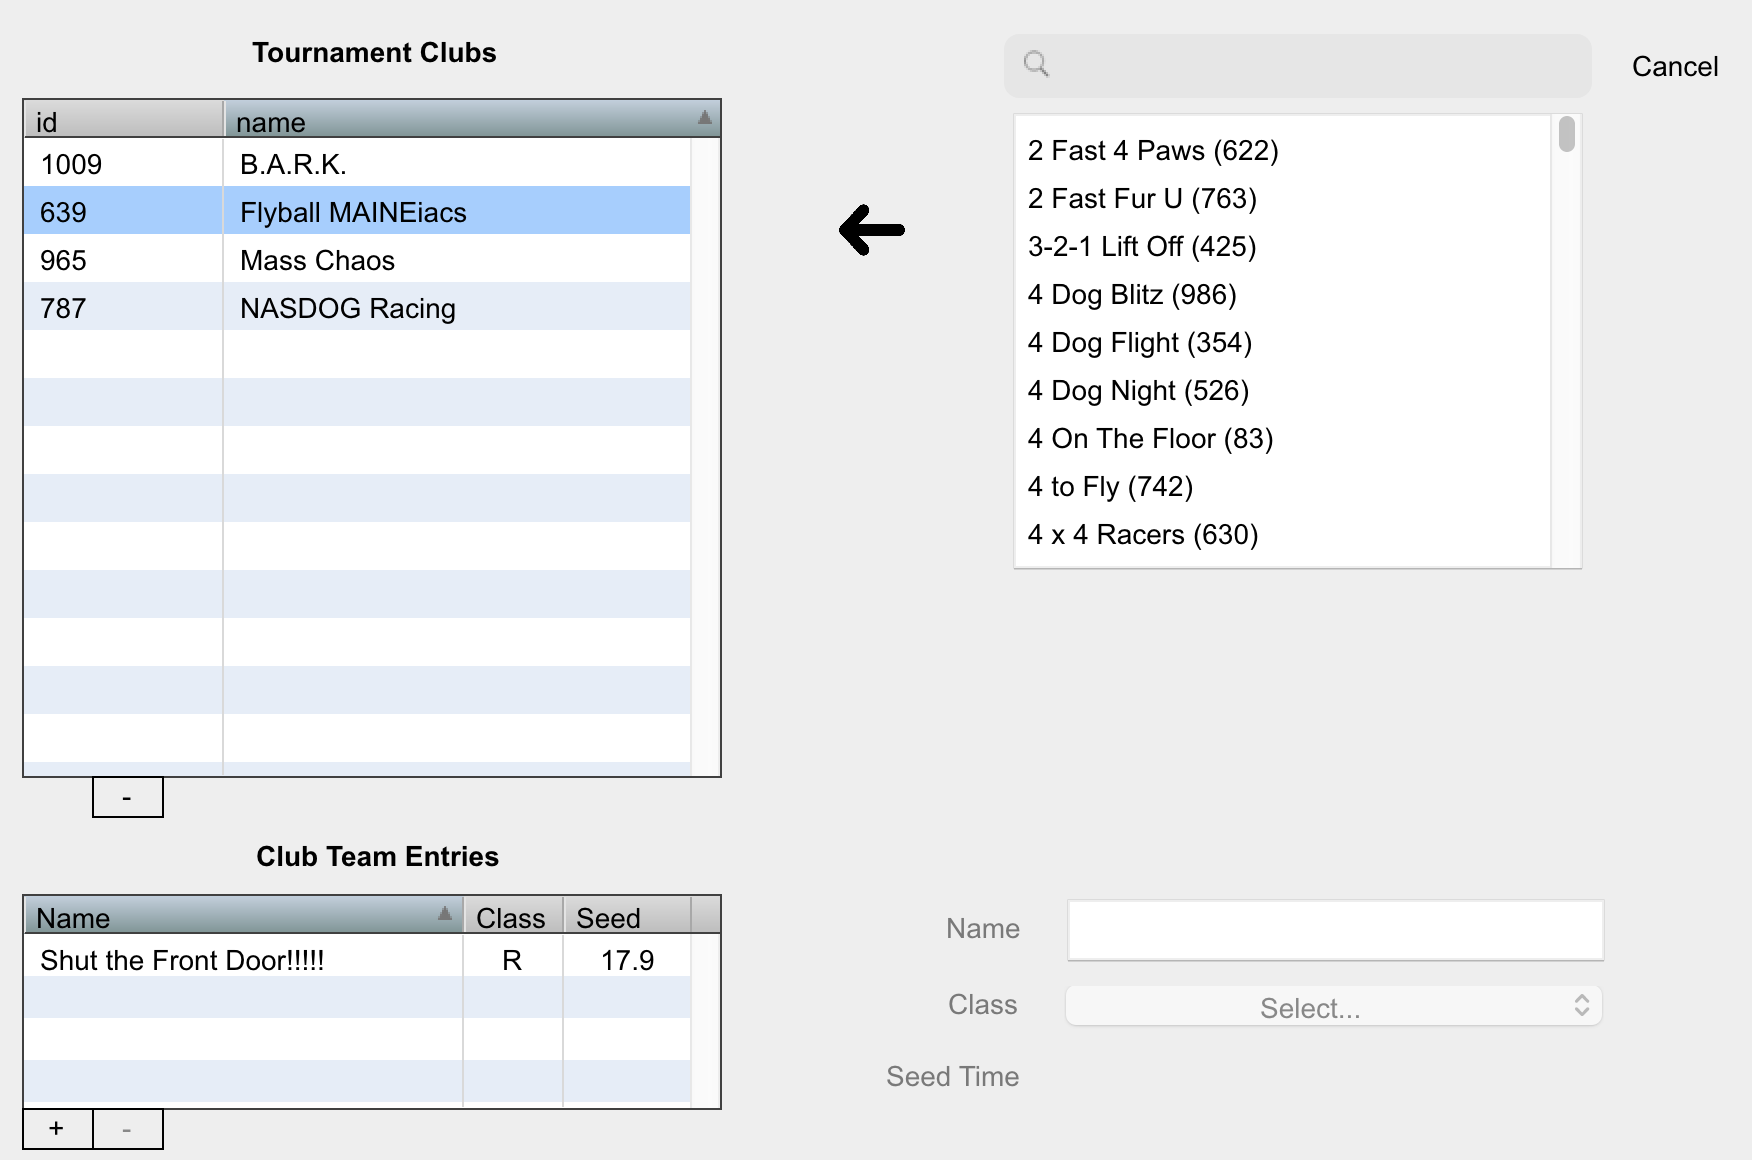 Tournament Clubs
id name
1009 B.A.R.K.
639 Flyball MAINEiacs
965 Mass Chaos
787 NASDOG Racing
-
Cancel
2 Fast 4 Paws (622)
2 Fast Fur U (763)
3-2-1 Lift Off (425)
4 Dog Blitz (986)
4 Dog Flight (354)
4 Dog Night (526)
4 On The Floor (83)
4 to Fly (742)
4 x 4 Racers (630)
Club Team Entries
Name Class Seed
Shut the Front Door!!!!! R 17.9
+ -
Name
Class Select...
Seed Time